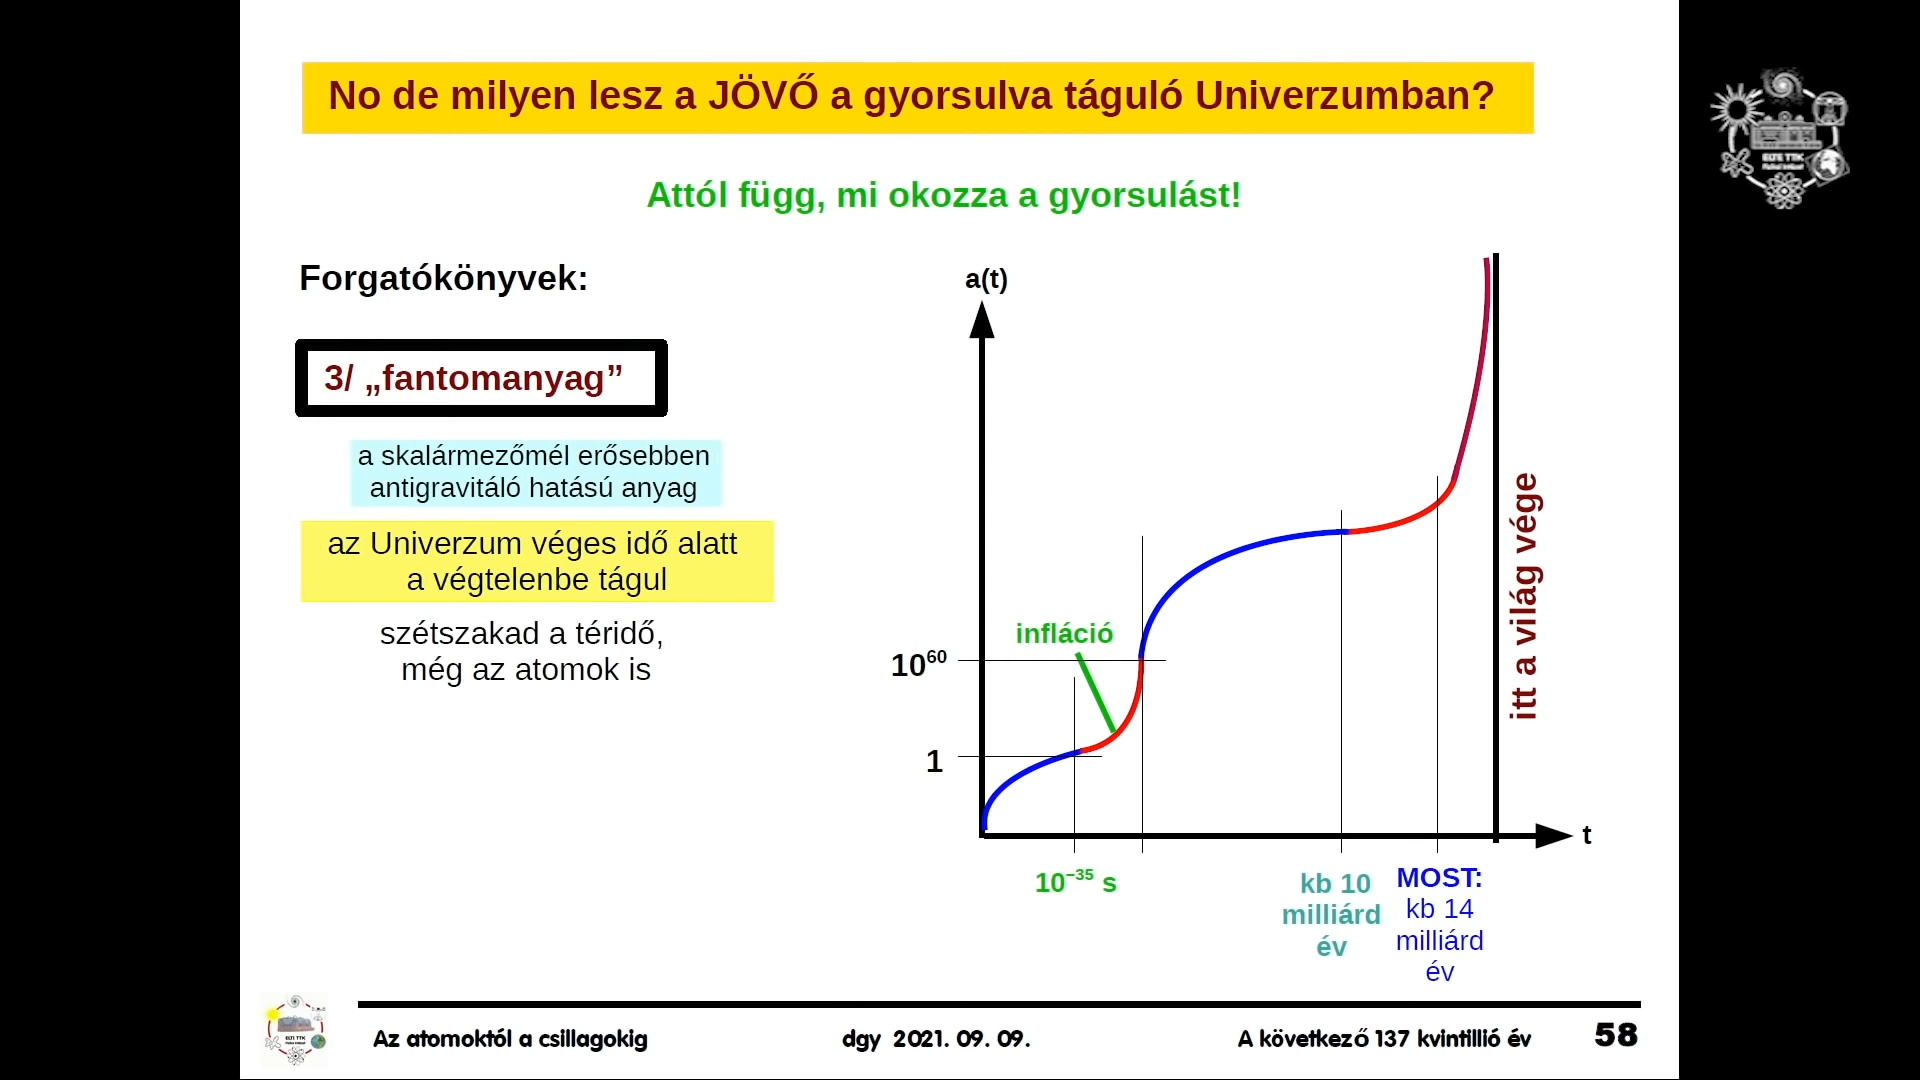 No de milyen lesz a JÖVŐ a gyorsulva táguló Univerzumban?
Attól függ, mi okozza a gyorsulást!
Forgatókönyvek:
3/ „fantomanyag”
a skalármezőmél erősebben
antigravitáló hatású anyag
az Univerzum véges idő alatt
a végtelenbe tágul
szétszakad a téridő,
még az atomok is
a(t)
infláció
10⁶⁰
1
itt a világ vége
t
10⁻³⁵ s
kb 10
milliárd
év
MOST:
kb 14
milliárd
év
Az atomoktól a csillagokig
dgy 2021. 09. 09.
A következő 137 kvintillió év
58
ELTE TTK